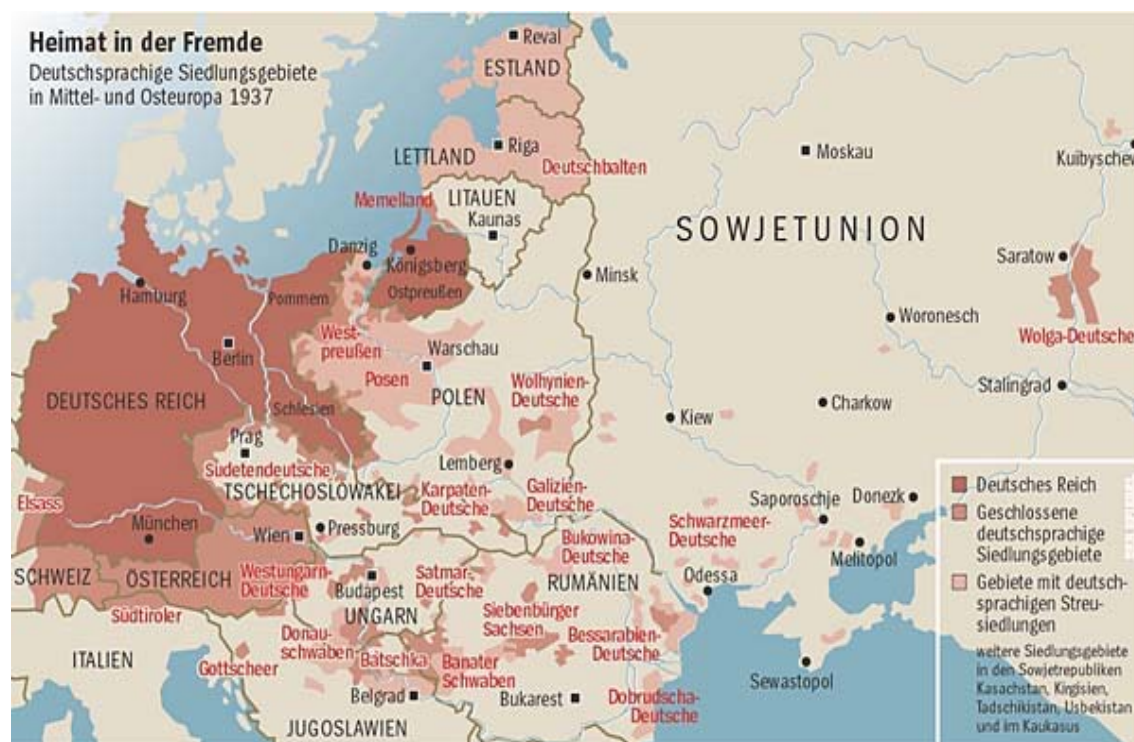 Heimat in der Fremde
Deutschsprachige Siedlungsgebiete
in Mittel- und Osteuropa 1937
Reval
ESTLAND
Riga
LETTLAND
Deutschbalten
Moskau
Kuibyschew
Memelland
LITAUEN
Kaunas
SOWJETUNION
Danzig
Königsberg
Ostpreußen
Minsk
Saratow
Hamburg
Pommern
Woronesch
Wolga-Deutsche
West-
preußen
Berlin
Warschau
Posen
POLEN
Wolhynien-
Deutsche
Stalingrad
DEUTSCHES REICH
Schlesien
Kiew
Charkow
Prag
Sudetendeutsche
Lemberg
TSCHECHOSLOWAKEI
Karpaten-
Deutsche
Galizien-
Deutsche
Saporoschje
Donezk
Elsass
München
Wien
Pressburg
Schwarzmeer-
Deutsche
Melitopol
Bukowina-
Deutsche
SCHWEIZ
ÖSTERREICH
Westungarn-
Deutsche
Budapest
UNGARN
Satmar-
Deutsche
RUMÄNIEN
Odessa
Südtiroler
Siebenbürger
Sachsen
Donau-
schwaben
Batschka
Banater
Schwaben
Bessarabien-
Deutsche
ITALIEN
Gottscheer
Belgrad
Bukarest
Dobrudscha-
Deutsche
Sewastopol
JUGOSLAWIEN
Deutsches Reich
Geschlossene
deutschsprachige
Siedlungsgebiete
Gebiete mit deutsch-
sprachigen Streu-
siedlungen
weitere Siedlungsgebiete
in den Sowjetrepubliken
Kasachstan, Kirgisien,
Tadschikistan, Usbekistan
und im Kaukasus